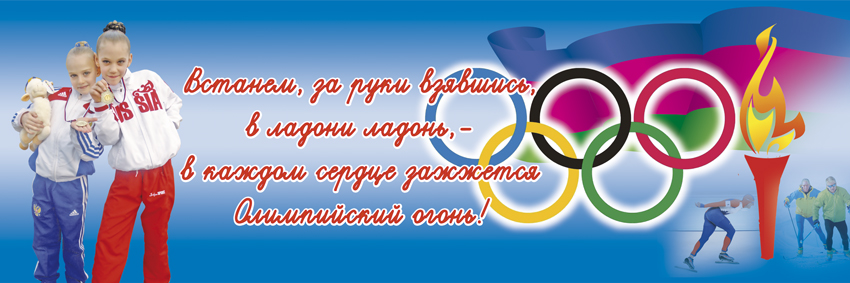 Встанем, за руки взявшись,
в ладони ладонь,-
в каждом сердце зажжется
Олимпийский огонь!